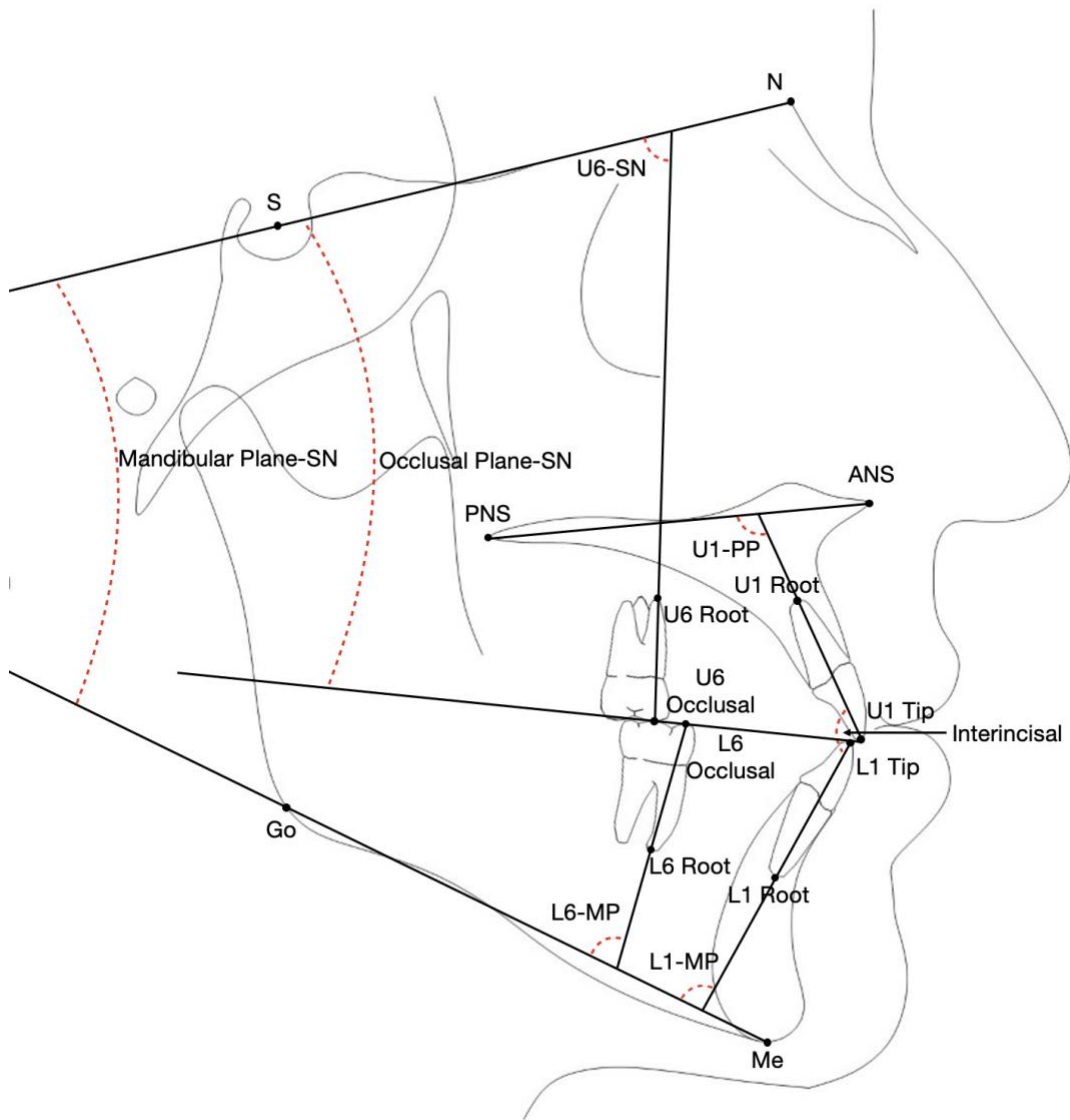 N
U6-SN
S
Mandibular Plane-SN
Occlusal Plane-SN
ANS
PNS
U1-PP
U1 Root
U6 Root
U6
Occlusal
U1 Tip
Interincisal
L6
Occlusal
L1 Tip
Go
L6 Root
L1 Root
L6-MP
L1-MP
Me